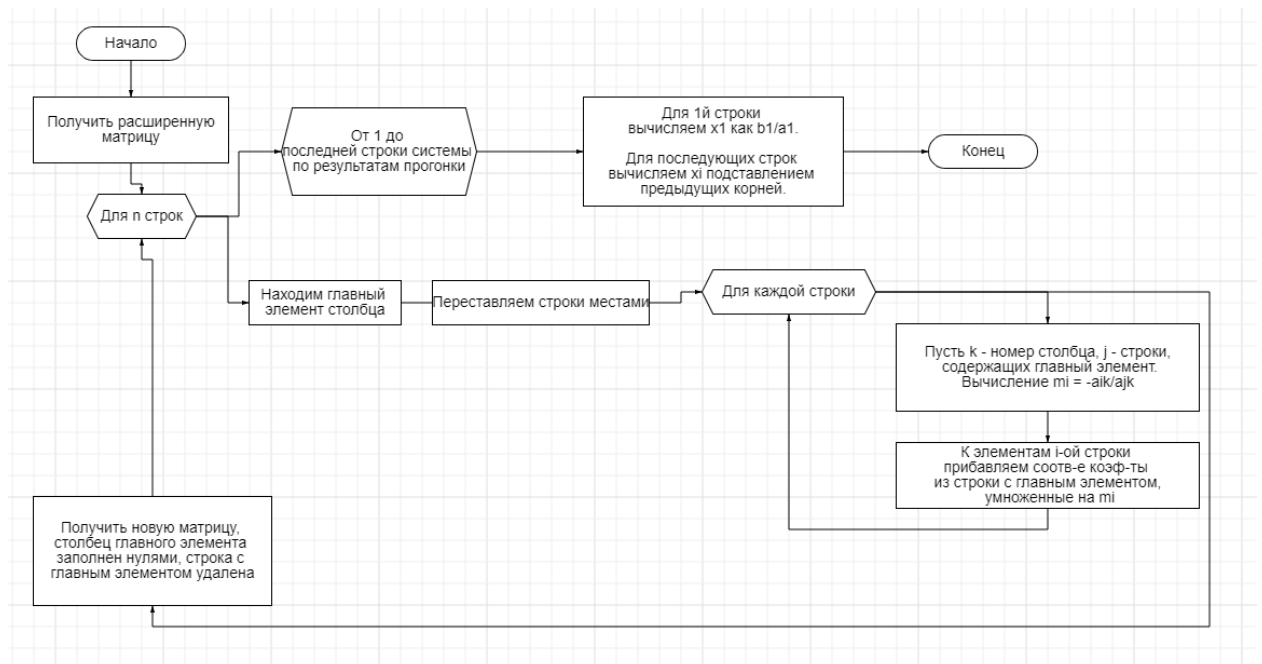 Начало
Получить расширенную
матрицу
Для n строк
От 1 до
последней строки системы
по результатам прогонки
Для 1й строки
вычисляем x1 как b1/a1.
Для последующих строк
вычисляем xi подставлением
предыдущих корней.
Конец
Находим главный
элемент столбца
Переставляем строки местами
Для каждой строки
Пусть k - номер столбца, j - строки,
содержащих главный элемент.
Вычисление mi = -aik/ajk
К элементам i-ой строки
прибавляем соотв-е коэф-ты
из строки с главным элементом,
умноженные на mi
Получить новую матрицу,
столбец главного элемента
заполнен нулями, строка с
главным элементом удалена